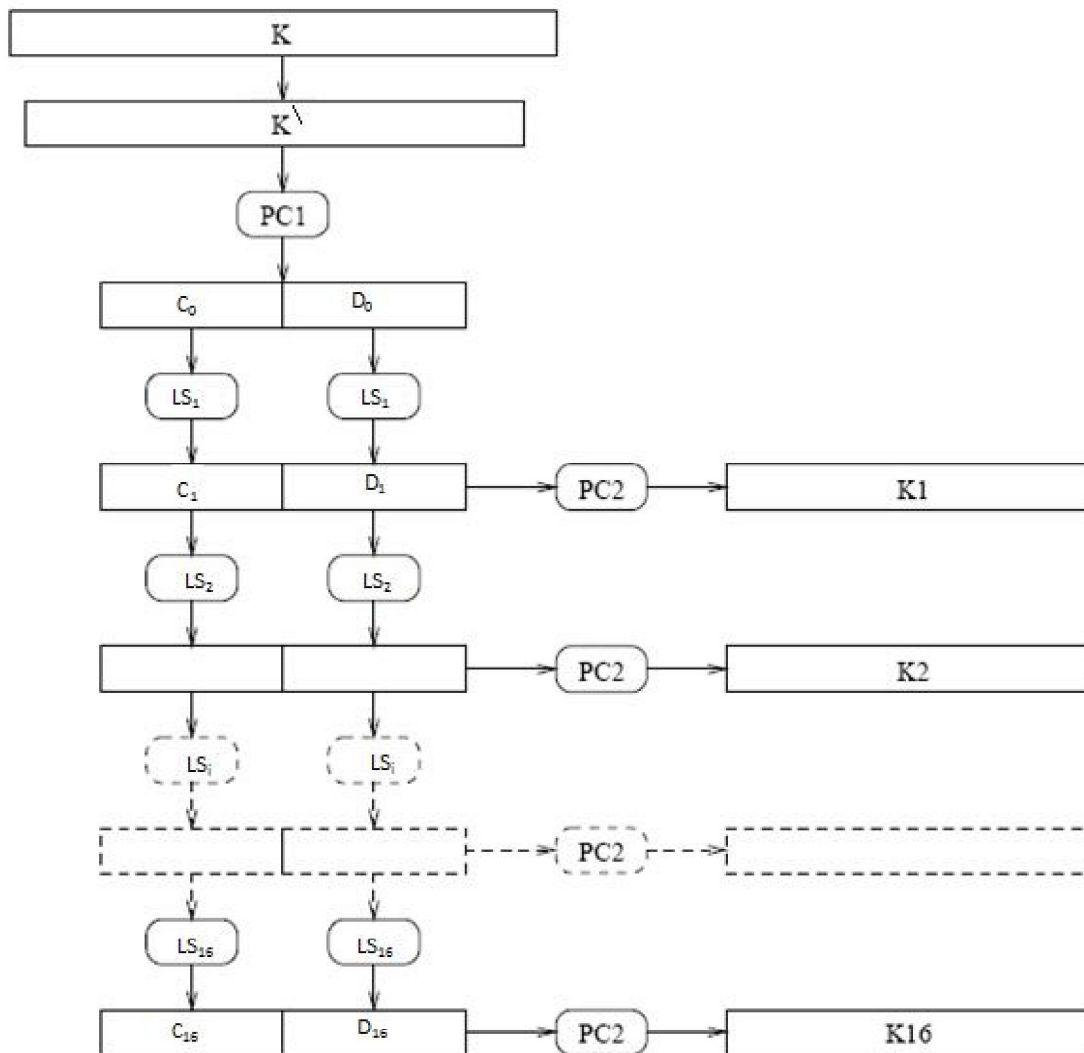 K
K`
PC1
C₀ D₀
LS₁ LS₁
C₁ D₁ PC2 K1
LS₂ LS₂
PC2 K2
LSᵢ LSᵢ
PC2
LS₁₆ LS₁₆
C₁₆ D₁₆ PC2 K16